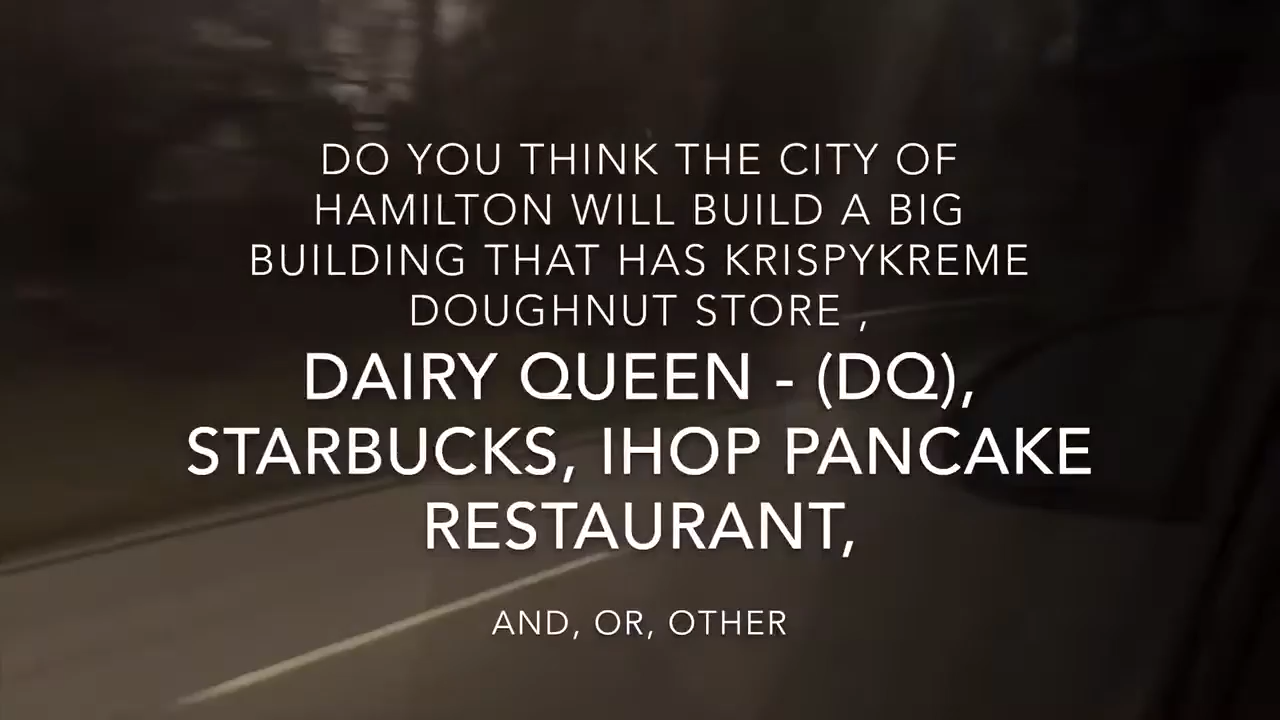 DO YOU THINK THE CITY OF
HAMILTON WILL BUILD A BIG
BUILDING THAT HAS KRISPYKREME
DOUGHNUT STORE ,
DAIRY QUEEN - (DQ),
STARBUCKS, IHOP PANCAKE
RESTAURANT,
AND, OR, OTHER